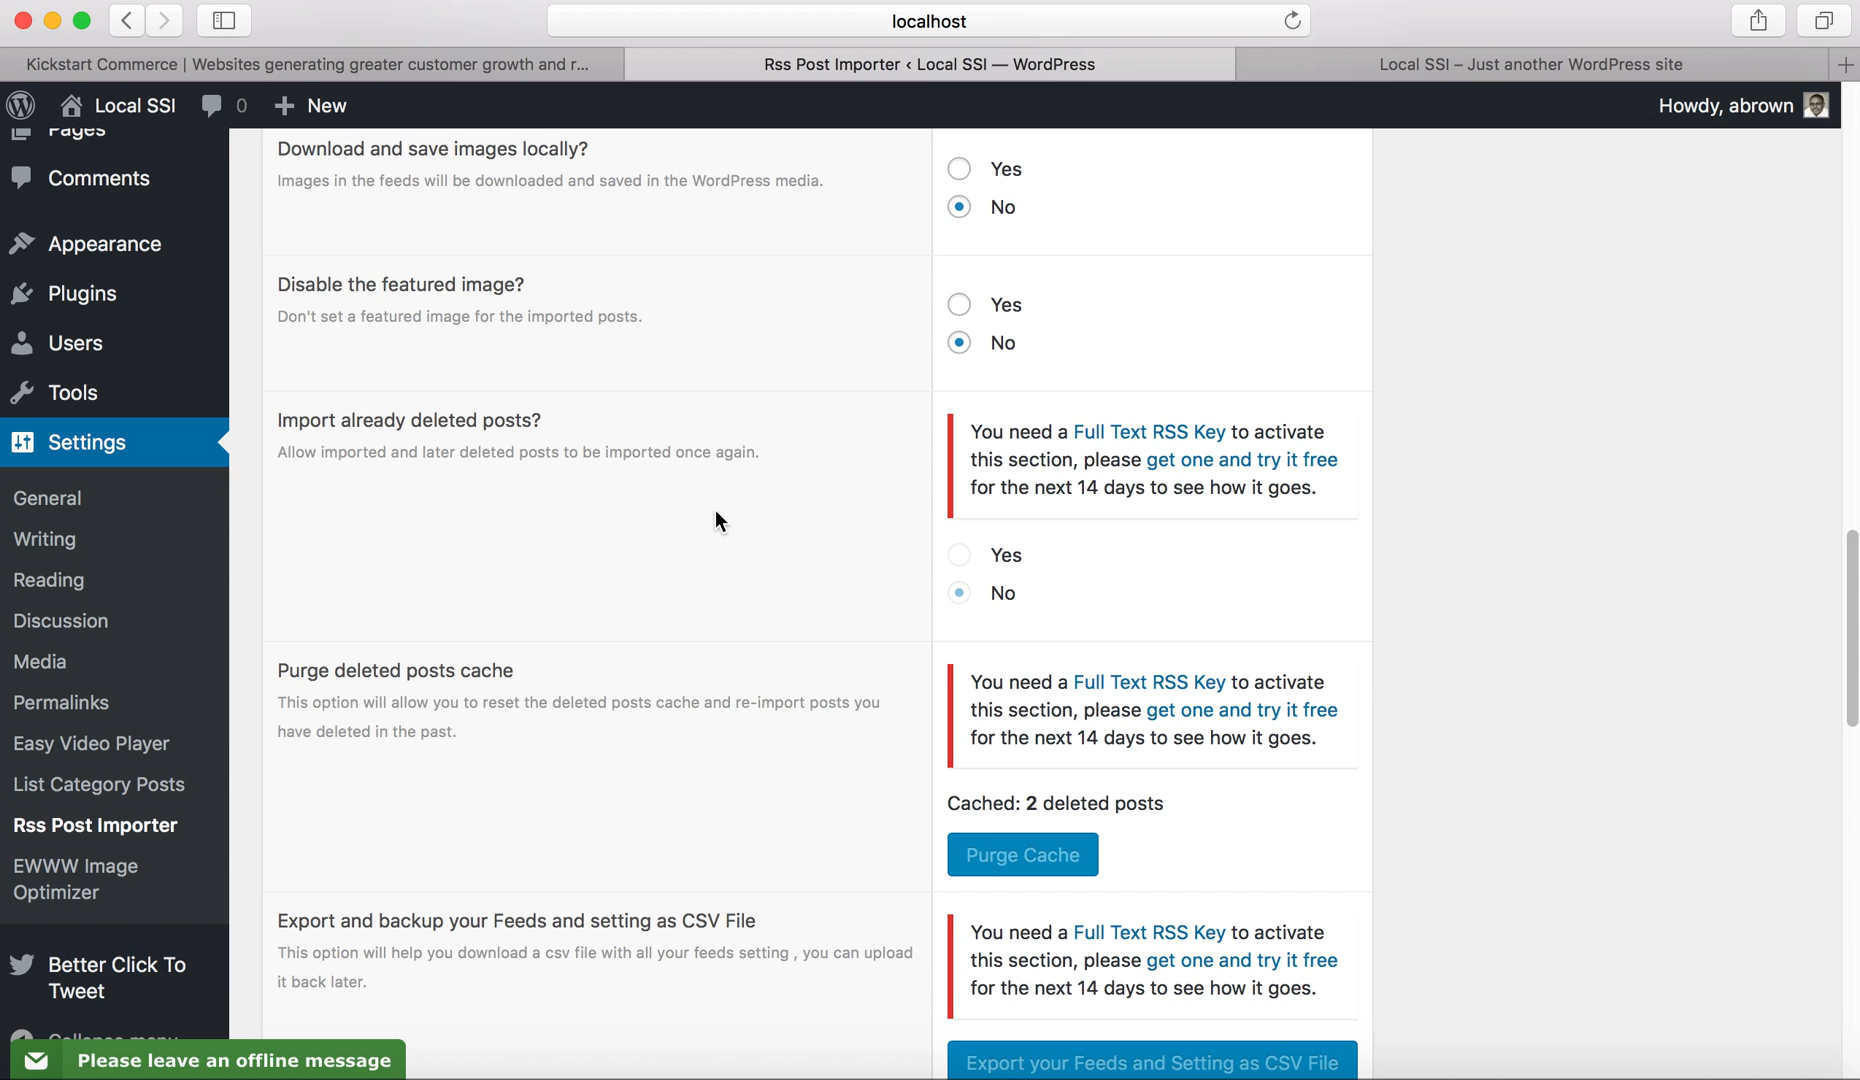 localhost
Kickstart Commerce | Websites generating greater customer growth and r...
Rss Post Importer ‹ Local SSI — WordPress
Local SSI – Just another WordPress site
Local SSI
0
New
Howdy, abrown
Pages
Comments
Appearance
Plugins
Users
Tools
Settings
General
Writing
Reading
Discussion
Media
Permalinks
Easy Video Player
List Category Posts
Rss Post Importer
EWWW Image
Optimizer
Better Click To
Tweet
Collapse menu
Please leave an offline message
Download and save images locally?
Images in the feeds will be downloaded and saved in the WordPress media.
Yes
No
Disable the featured image?
Don't set a featured image for the imported posts.
Yes
No
Import already deleted posts?
Allow imported and later deleted posts to be imported once again.
You need a Full Text RSS Key to activate
this section, please get one and try it free
for the next 14 days to see how it goes.
Yes
No
Purge deleted posts cache
This option will allow you to reset the deleted posts cache and re-import posts you
have deleted in the past.
You need a Full Text RSS Key to activate
this section, please get one and try it free
for the next 14 days to see how it goes.
Cached: 2 deleted posts
Purge Cache
Export and backup your Feeds and setting as CSV File
This option will help you download a csv file with all your feeds setting , you can upload
it back later.
You need a Full Text RSS Key to activate
this section, please get one and try it free
for the next 14 days to see how it goes.
Export your Feeds and Setting as CSV File